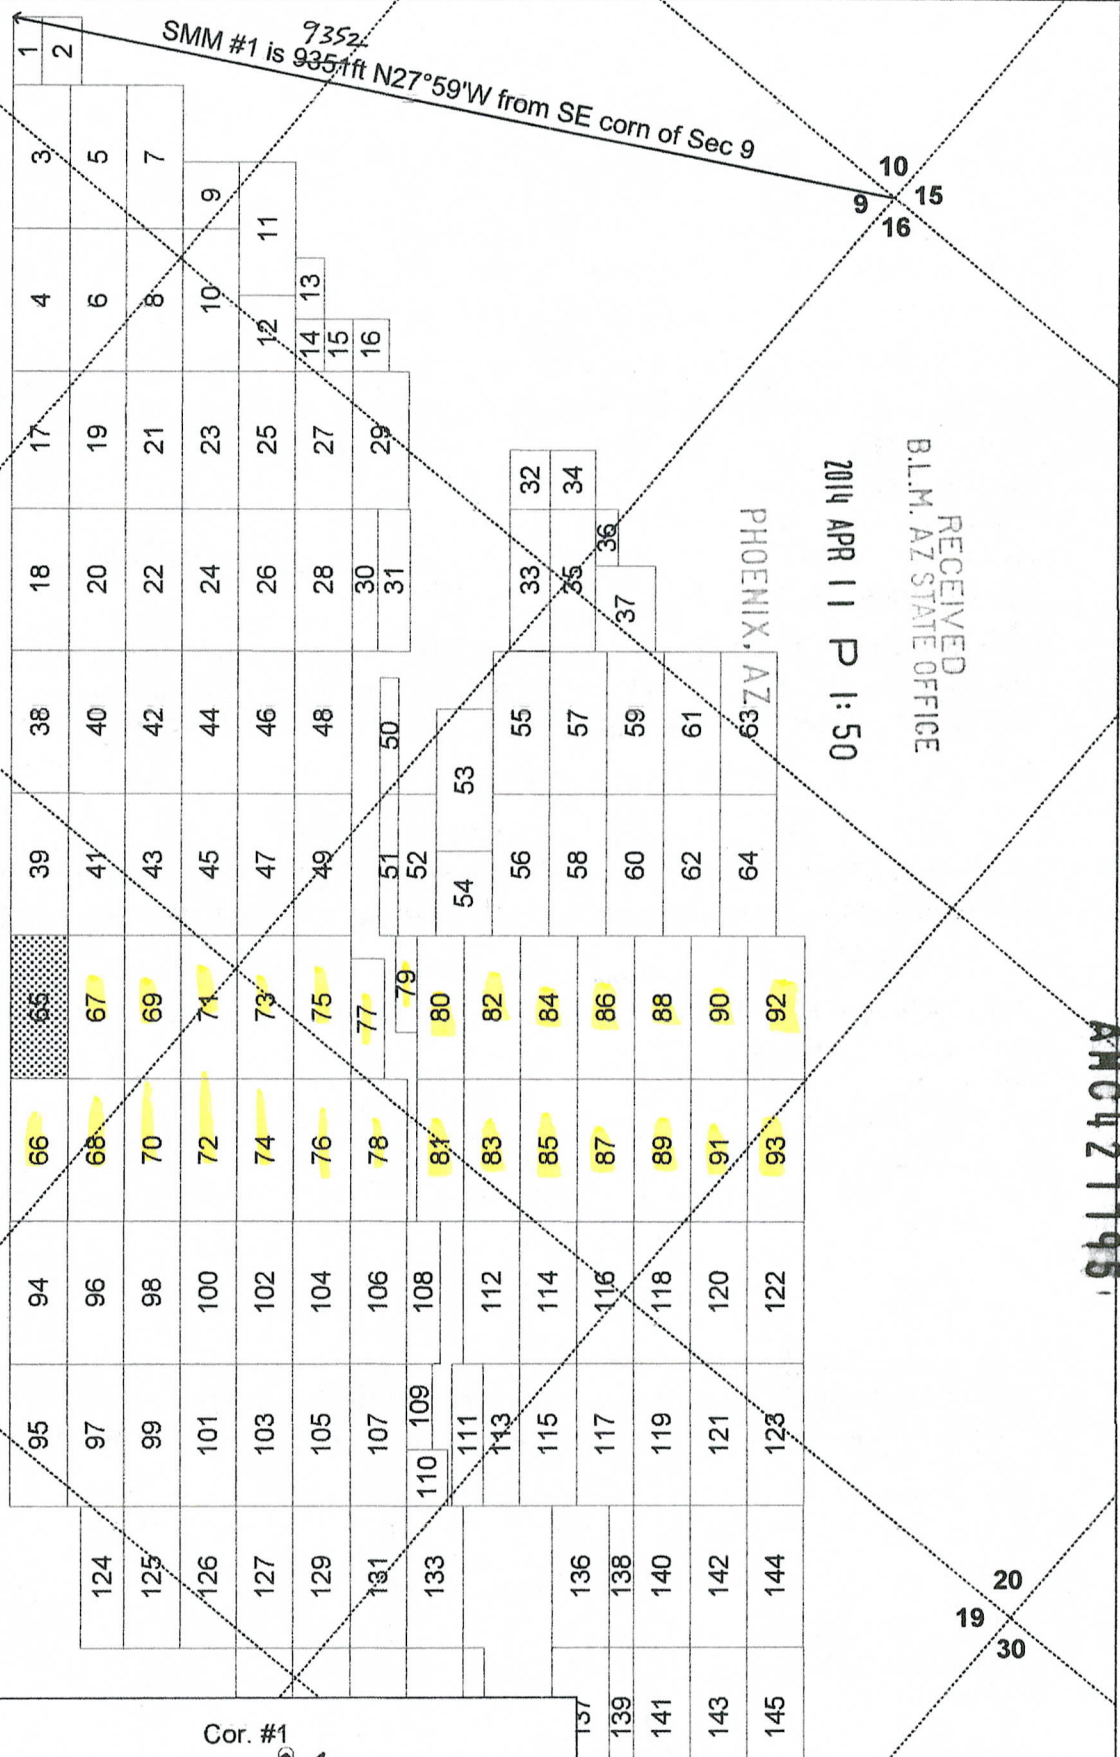 9352
SMM #1 is 9351ft N27°59'W from SE corn of Sec 9
1 2
3 5 7
9
11
4 6 8 10 12
13
14 15 16
10
9 15
16
17 19 21 23 25 27 29
32 34
18 20 22 24 26 28 30 31
33 35 36 37
RECEIVED
B.L.M. AZ STATE OFFICE
2014 APR 11 P 1:50
PHOENIX, AZ
38 40 42 44 46 48 50 53 55 57 59 61 63
39 41 43 45 47 49 51 52 54 56 58 60 62 64
65 67 69 71 73 75 77 79 80 82 84 86 88 90 92
66 68 70 72 74 76 78 81 83 85 87 89 91 93
94 96 98 100 102 104 106 108 112 114 116 118 120 122
95 97 99 101 103 105 107 109 110 111 113 115 117 119 121 123
124 125 126 127 129 131 133 136 138 140 142 144
20
19
30
137 139 141 143 145
Cor. #1